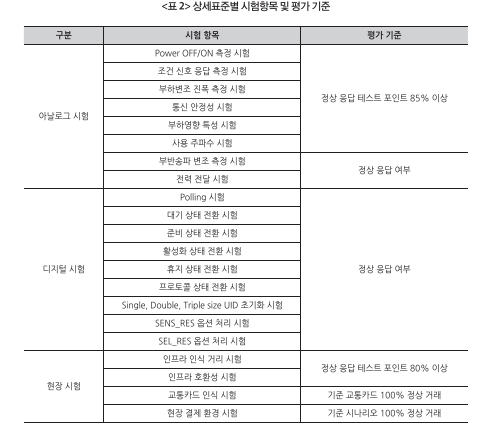 <표 2> 상세표준별 시험항목 및 평가 기준
구분 시험 항목 평가 기준
Power OFF/ON 측정 시험
조건 신호 응답 측정 시험
부하변조 진폭 측정 시험
정상 응답 테스트 포인트 85% 이상
통신 안정성 시험
아날로그 시험
부하영향 특성 시험
사용 주파수 시험
부반송파 변조 측정 시험
정상 응답 여부
전력 전달 시험
Polling 시험
대기 상태 전환 시험
준비 상태 전환 시험
활성화 상태 전환 시험
디지털 시험 휴지 상태 전환 시험 정상 응답 여부
프로토콜 상태 전환 시험
Single, Double, Triple size UID 초기화 시험
SENS_RES 옵션 처리 시험
SEL_RES 옵션 처리 시험
인프라 인식 거리 시험
정상 응답 테스트 포인트 80% 이상
인프라 호환성 시험
현장 시험
교통카드 인식 시험 기준 교통카드 100% 정상 거래
현장 결제 환경 시험 기준 시나리오 100% 정상 거래